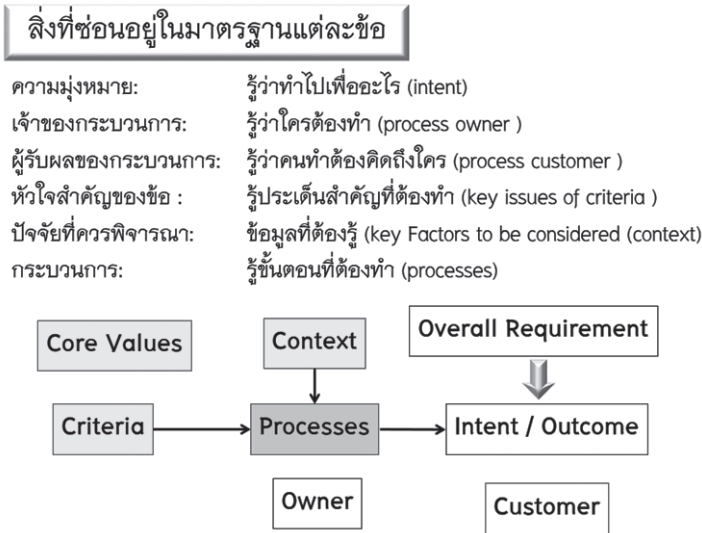 สิ่งที่ซ่อนอยู่ในมาตรฐานแต่ละข้อ
ความมุ่งหมาย: รู้ว่าทำไปเพื่ออะไร (intent)
เจ้าของกระบวนการ: รู้ว่าใครต้องทำ (process owner )
ผู้รับผลของกระบวนการ: รู้ว่าคนทำต้องคิดถึงใคร (process customer )
หัวใจสำคัญของข้อ : รู้ประเด็นสำคัญที่ต้องทำ (key issues of criteria )
ปัจจัยที่ควรพิจารณา: ข้อมูลที่ต้องรู้ (key Factors to be considered (context)
กระบวนการ: รู้ขั้นตอนที่ต้องทำ (processes)
Core Values Context Overall Requirement
Criteria Processes Intent / Outcome
Owner Customer